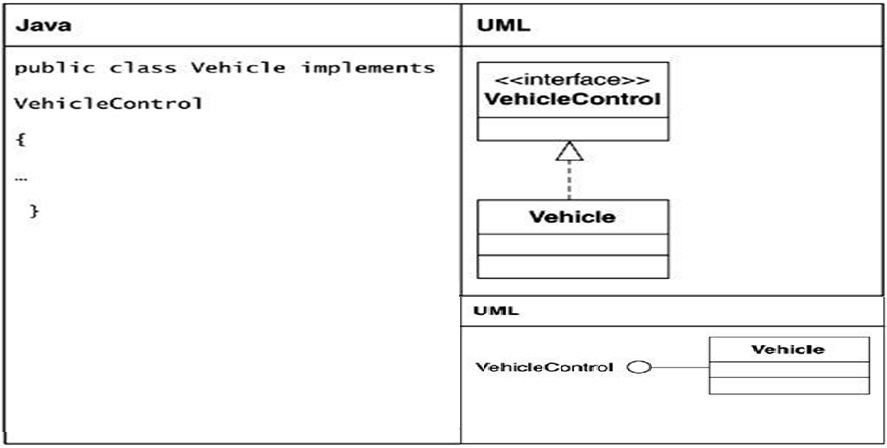 Java
public class Vehicle implements
VehicleControl
{
…
}
UML
<<interface>>
VehicleControl
Vehicle
UML
VehicleControl
Vehicle